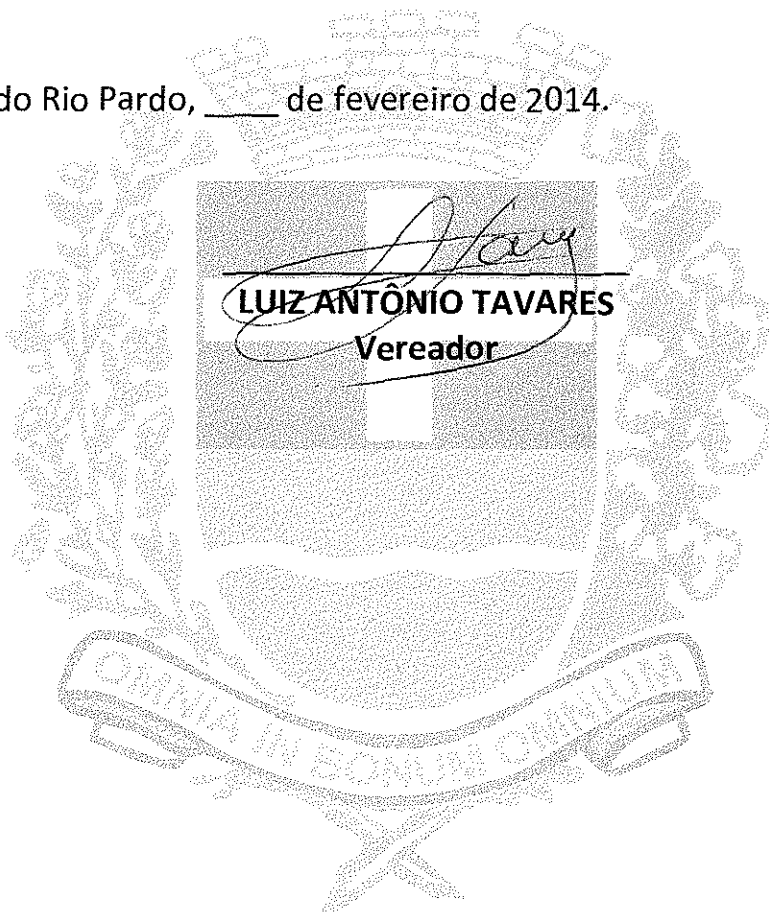 do Rio Pardo, ____ de fevereiro de 2014.
LUIZ ANTÔNIO TAVARES
Vereador
OMNIA IN BONUM OMNIUM